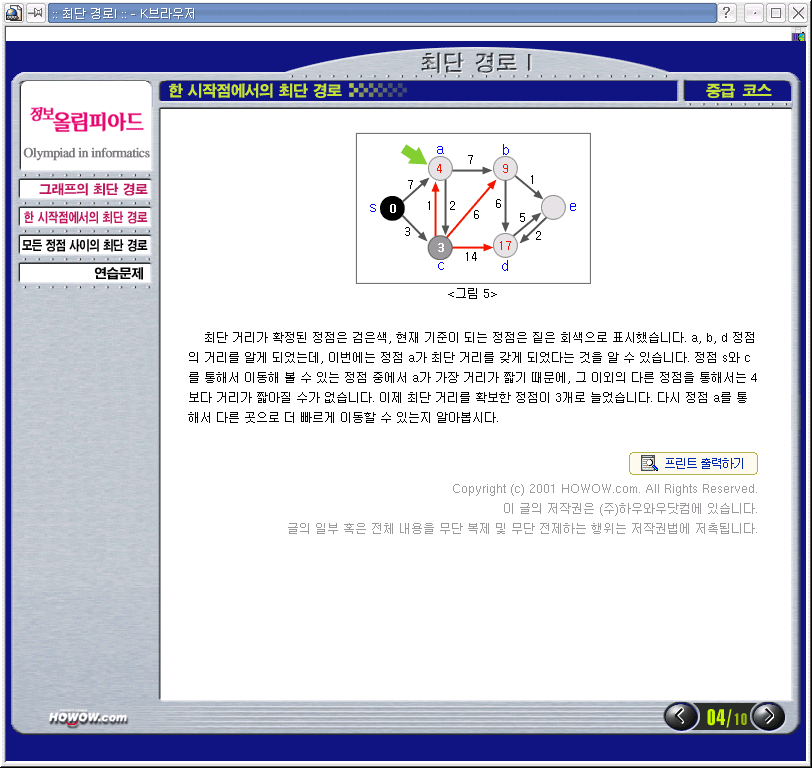 :: 최단 경로I :: - K브라우저
최단 경로 I
정보올림피아드
Olympiad in informatics
한 시작점에서의 최단 경로
중급 코스
그래프의 최단 경로
한 시작점에서의 최단 경로
모든 정점 사이의 최단 경로
연습문제
a b
4 7 9
7 1
s 0 1 2 6 6 5 e
3 2
3 14 17
c d
<그림 5>
최단 거리가 확정된 정점은 검은색, 현재 기준이 되는 정점은 짙은 회색으로 표시했습니다. a, b, d 정점
의 거리를 알게 되었는데, 이번에는 정점 a가 최단 거리를 갖게 되었다는 것을 알 수 있습니다. 정점 s와 c
를 통해서 이동해 볼 수 있는 정점 중에서 a가 가장 거리가 짧기 때문에, 그 이외의 다른 정점을 통해서는 4
보다 거리가 짧아질 수가 없습니다. 이제 최단 거리를 확보한 정점이 3개로 늘었습니다. 다시 정점 a를 통
해서 다른 곳으로 더 빠르게 이동할 수 있는지 알아봅시다.
프린트 출력하기
Copyright (c) 2001 HOWOW.com. All Rights Reserved.
이 글의 저작권은 (주)하우와우닷컴에 있습니다.
글의 일부 혹은 전체 내용을 무단 복제 및 무단 전제하는 행위는 저작권법에 저촉됩니다.
HOWOW.com
04/10